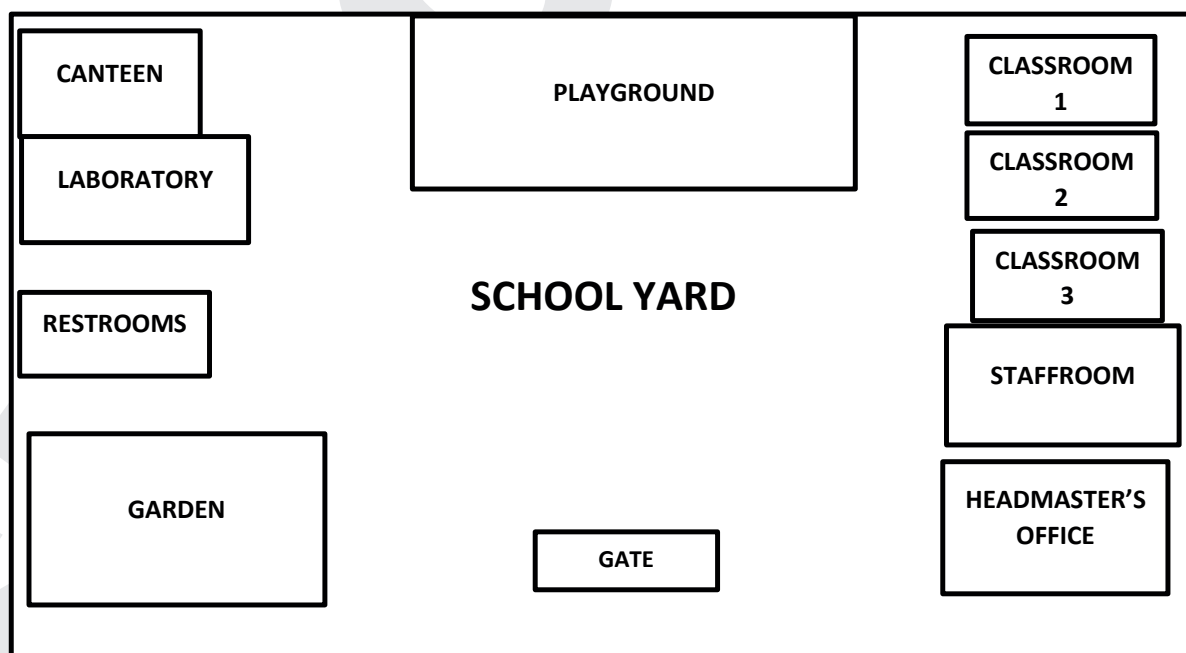 CANTEEN
LABORATORY
RESTROOMS
GARDEN
PLAYGROUND
SCHOOL YARD
GATE
CLASSROOM
1
CLASSROOM
2
CLASSROOM
3
STAFFROOM
HEADMASTER’S
OFFICE